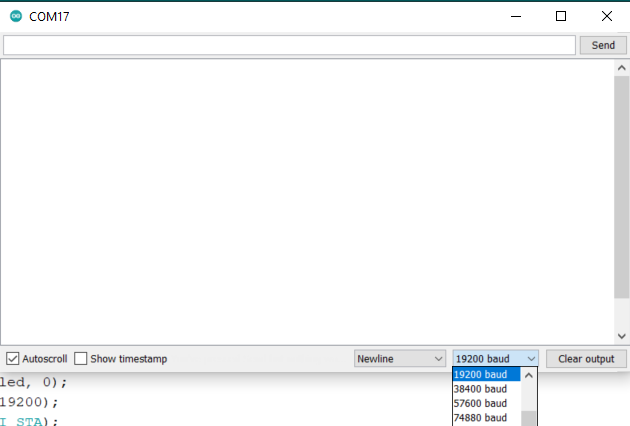 COM17
Send
Autoscroll Show timestamp Newline 19200 baud Clear output
19200 baud
38400 baud
57600 baud
74880 baud
led, 0);
19200);
I_STA);